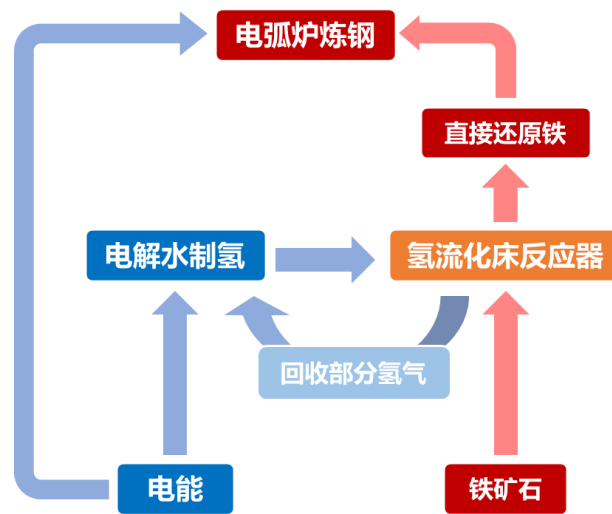 电弧炉炼钢
直接还原铁
电解水制氢
氢流化床反应器
回收部分氢气
电能
铁矿石